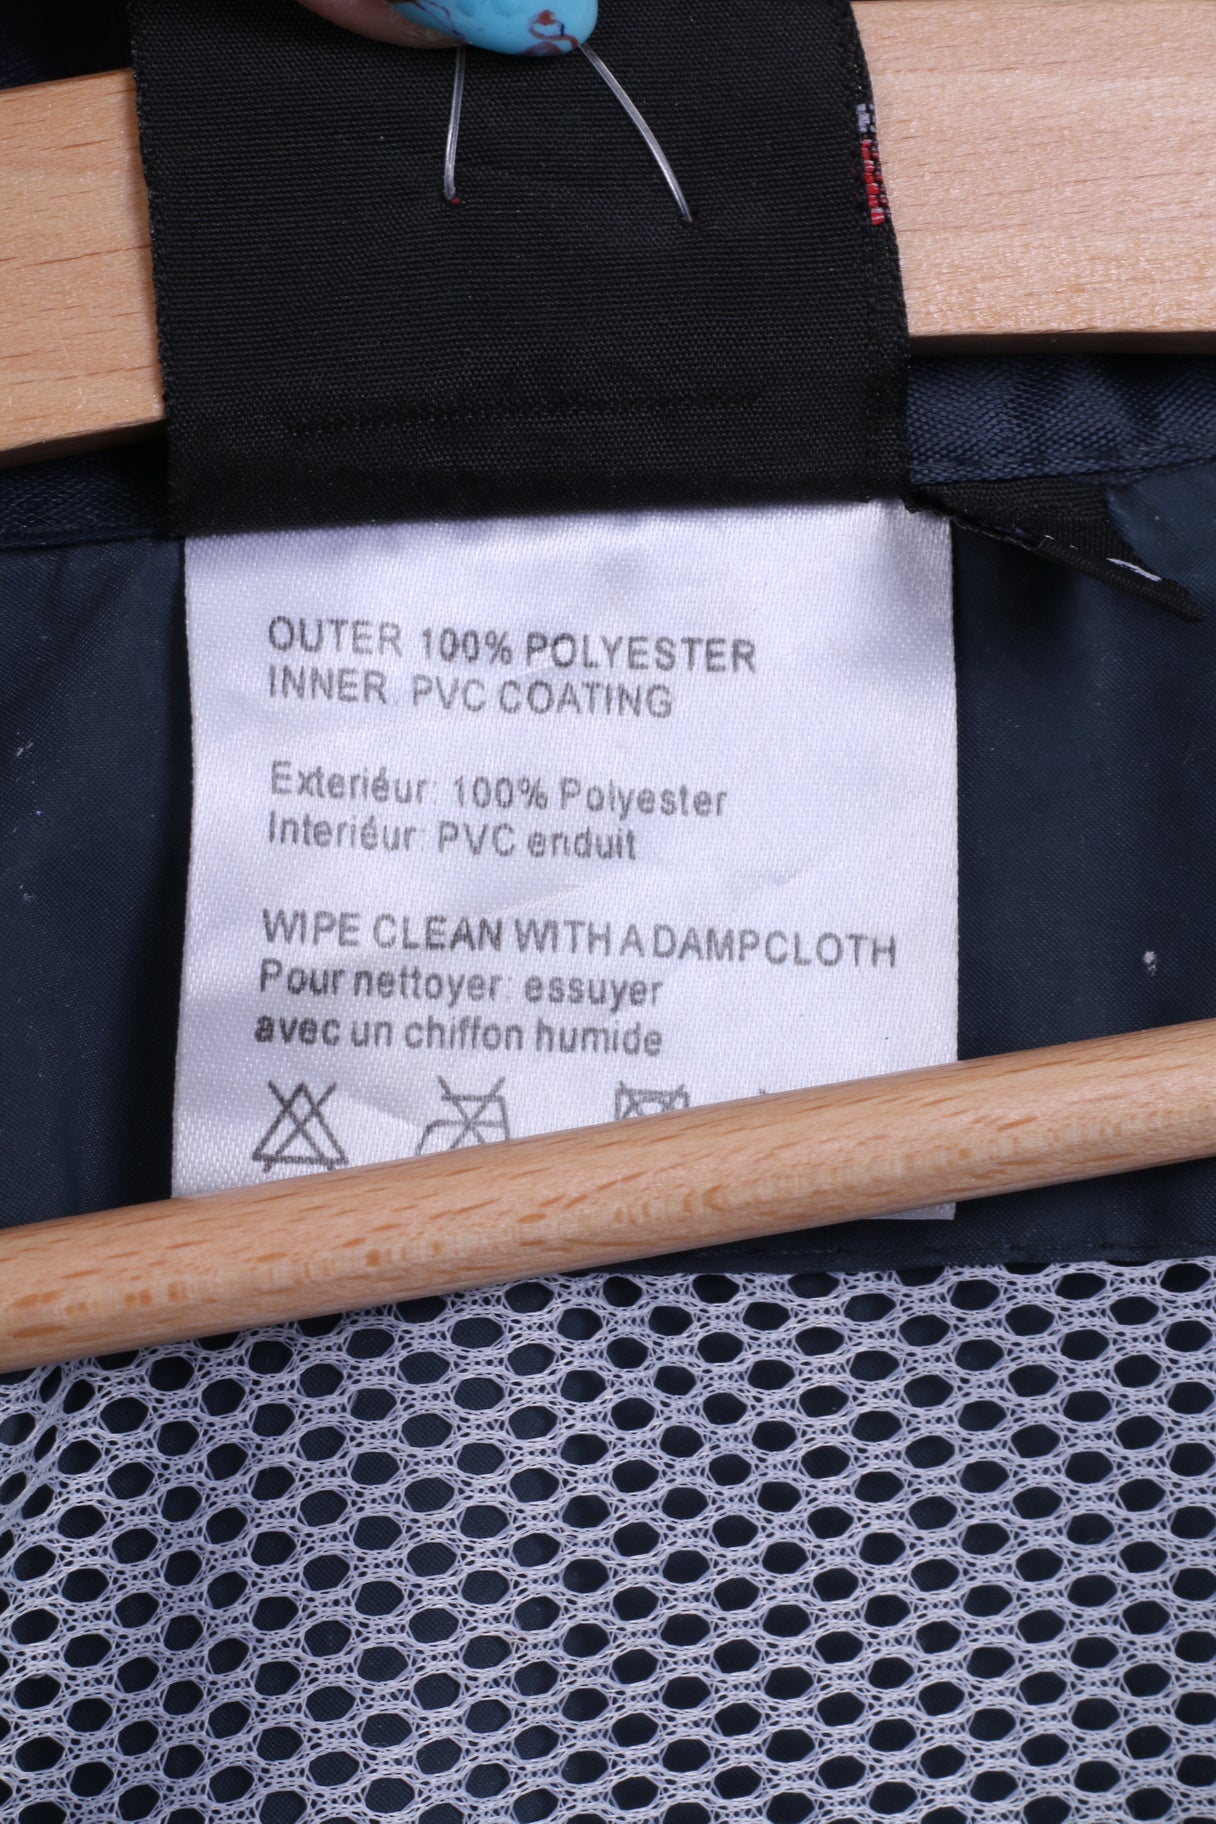 OUTER 100% POLYESTER
INNER PVC COATING
Exteriéur: 100% Polyester
Interiéur: PVC enduit
WIPE CLEAN WITH A DAMPCLOTH
Pour nettoyer: essuyer
avec un chiffon humide